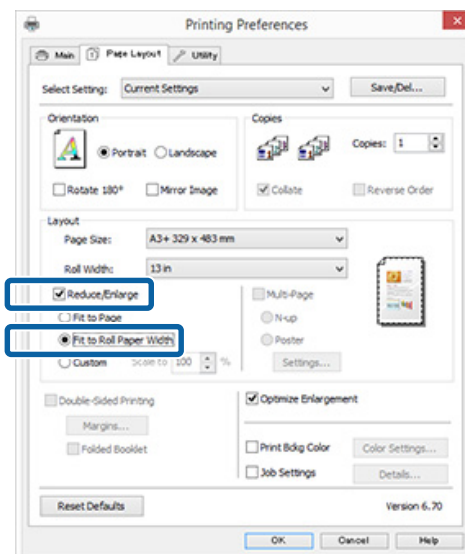 Printing Preferences
Main Page Layout Utility
Select Setting: Current Settings Save/Del...
Orientation Copies
Portrait Landscape Copies: 1
Rotate 180° Mirror Image Collate Reverse Order
Layout
Page Size: A3+ 329 x 483 mm
Roll Width: 13 in
Reduce/Enlarge Multi-Page
Fit to Page N-up
Fit to Roll Paper Width Poster
Custom Scale to 100 % Settings...
Double-Sided Printing Optimize Enlargement
Margins...
Folded Booklet Print Bckg Color Color Settings...
Job Settings Details...
Reset Defaults Version 6.70
OK Cancel Help